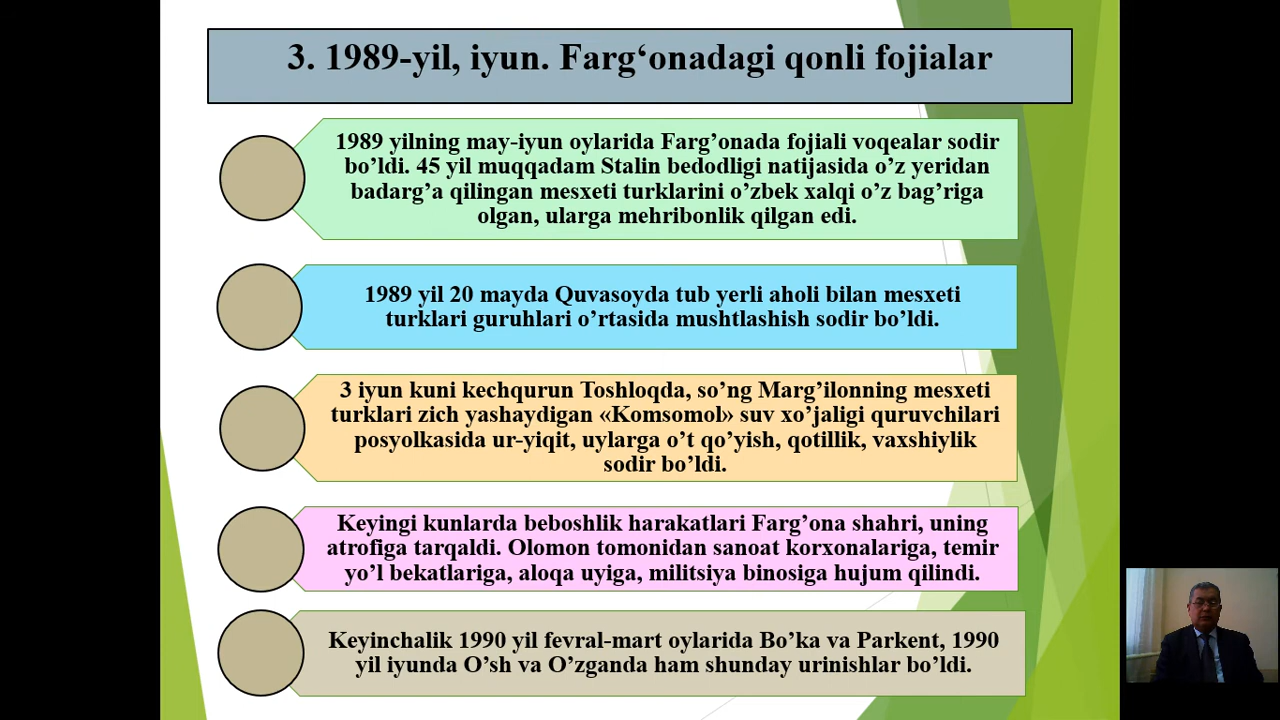 3. 1989-yil, iyun. Farg‘onadagi qonli fojialar
1989 yilning may-iyun oylarida Farg’onada fojiali voqealar sodir
bo’ldi. 45 yil muqqadam Stalin bedodligi natijasida o’z yeridan
badarg’a qilingan mesxeti turklarini o’zbek xalqi o’z bag’riga
olgan, ularga mehribonlik qilgan edi.
1989 yil 20 mayda Quvasoyda tub yerli aholi bilan mesxeti
turklari guruhlari o’rtasida mushtlashish sodir bo’ldi.
3 iyun kuni kechqurun Toshloqda, so’ng Marg’ilonning mesxeti
turklari zich yashaydigan «Komsomol» suv xo’jaligi quruvchilari
posyolkasida ur-yiqit, uylarga o’t qo’yish, qotillik, vaxshiylik
sodir bo’ldi.
Keyingi kunlarda beboshlik harakatlari Farg’ona shahri, uning
atrofiga tarqaldi. Olomon tomonidan sanoat korxonalariga, temir
yo’l bekatlariga, aloqa uyiga, militsiya binosiga hujum qilindi.
Keyinchalik 1990 yil fevral-mart oylarida Bo’ka va Parkent, 1990
yil iyunda O’sh va O’zganda ham shunday urinishlar bo’ldi.